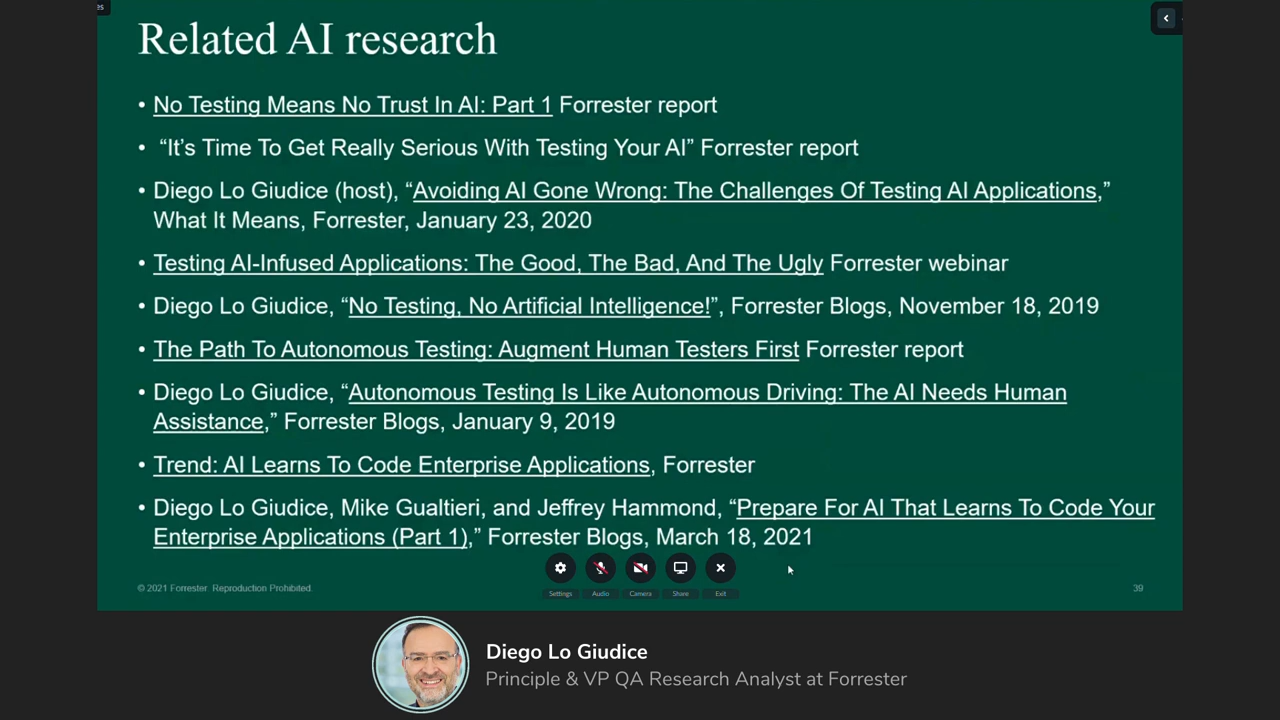 es
Related AI research
• No Testing Means No Trust In AI: Part 1 Forrester report
• “It’s Time To Get Really Serious With Testing Your AI” Forrester report
• Diego Lo Giudice (host), “Avoiding AI Gone Wrong: The Challenges Of Testing AI Applications,”
What It Means, Forrester, January 23, 2020
• Testing AI-Infused Applications: The Good, The Bad, And The Ugly Forrester webinar
• Diego Lo Giudice, “No Testing, No Artificial Intelligence!”, Forrester Blogs, November 18, 2019
• The Path To Autonomous Testing: Augment Human Testers First Forrester report
• Diego Lo Giudice, “Autonomous Testing Is Like Autonomous Driving: The AI Needs Human
Assistance,” Forrester Blogs, January 9, 2019
• Trend: AI Learns To Code Enterprise Applications, Forrester
• Diego Lo Giudice, Mike Gualtieri, and Jeffrey Hammond, “Prepare For AI That Learns To Code Your
Enterprise Applications (Part 1),” Forrester Blogs, March 18, 2021
Settings Audio Camera Share Exit
© 2021 Forrester. Reproduction Prohibited.
39
Diego Lo Giudice
Principle & VP QA Research Analyst at Forrester